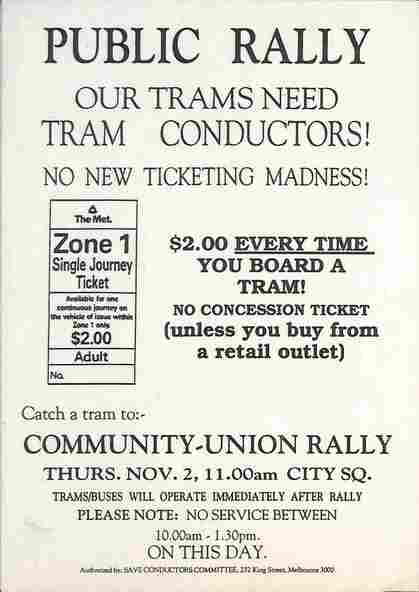 PUBLIC RALLY
OUR TRAMS NEED
TRAM CONDUCTORS!
NO NEW TICKETING MADNESS!
The Met.
Zone 1
Single Journey
Ticket
Available for one
continuous journey on
the vehicle of issue within
Zone 1 only.
$2.00
Adult
No.
$2.00 EVERY TIME
YOU BOARD A
TRAM!
NO CONCESSION TICKET
(unless you buy from
a retail outlet)
Catch a tram to:-
COMMUNITY-UNION RALLY
THURS. NOV. 2, 11.00am CITY SQ.
TRAMS/BUSES WILL OPERATE IMMEDIATELY AFTER RALLY
PLEASE NOTE: NO SERVICE BETWEEN
10.00am - 1.30pm.
ON THIS DAY.
Authorized by: SAVE CONDUCTORS COMMITTEE, 232 King Street, Melbourne 3000